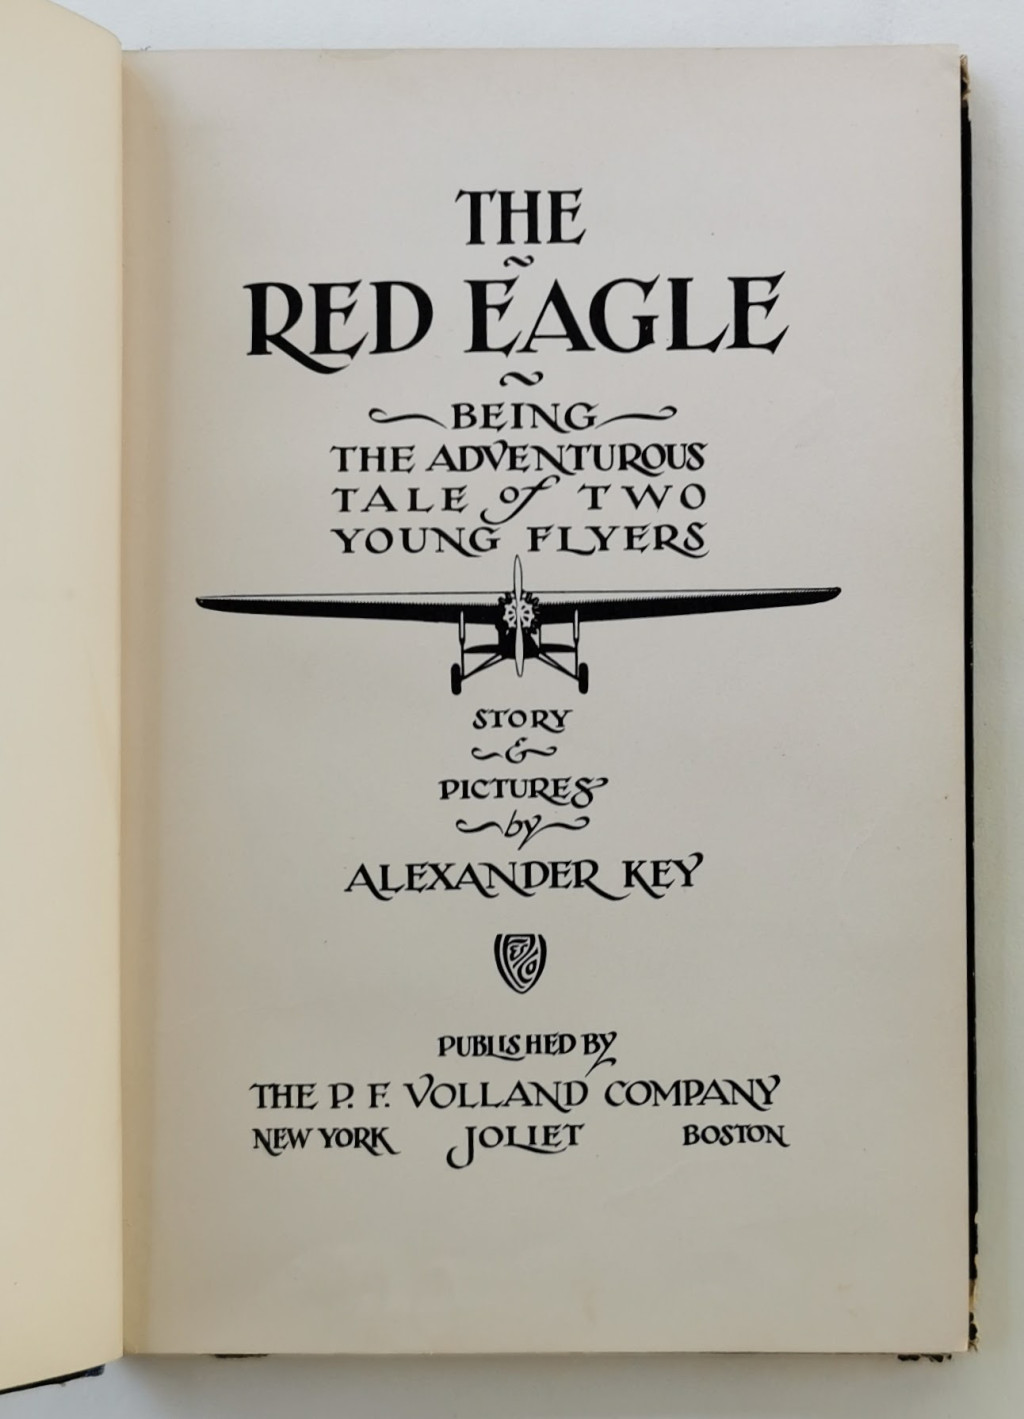 THE
RED EAGLE
BEING
THE ADVENTUROUS
TALE of TWO
YOUNG FLYERS
STORY
&
PICTURES
by
ALEXANDER KEY
PUBLISHED BY
THE P. F. VOLLAND COMPANY
NEW YORK JOLIET BOSTON